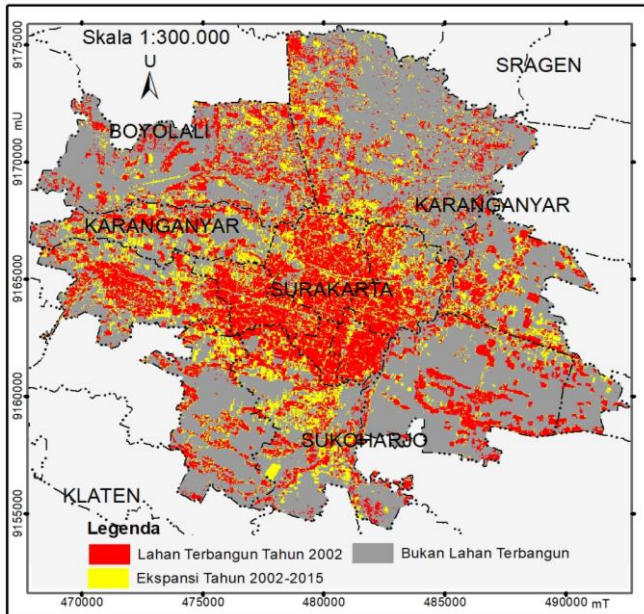 Skala 1:300.000
U
SRAGEN
BOYOLALI
KARANGANYAR
KARANGANYAR
SURAKARTA
SUKOHARJO
KLATEN
9175000
9170000 mU
9165000
9160000
9155000
Legenda
Lahan Terbangun Tahun 2002
Bukan Lahan Terbangun
Ekspansi Tahun 2002-2015
470000
475000
480000
485000
490000 mT